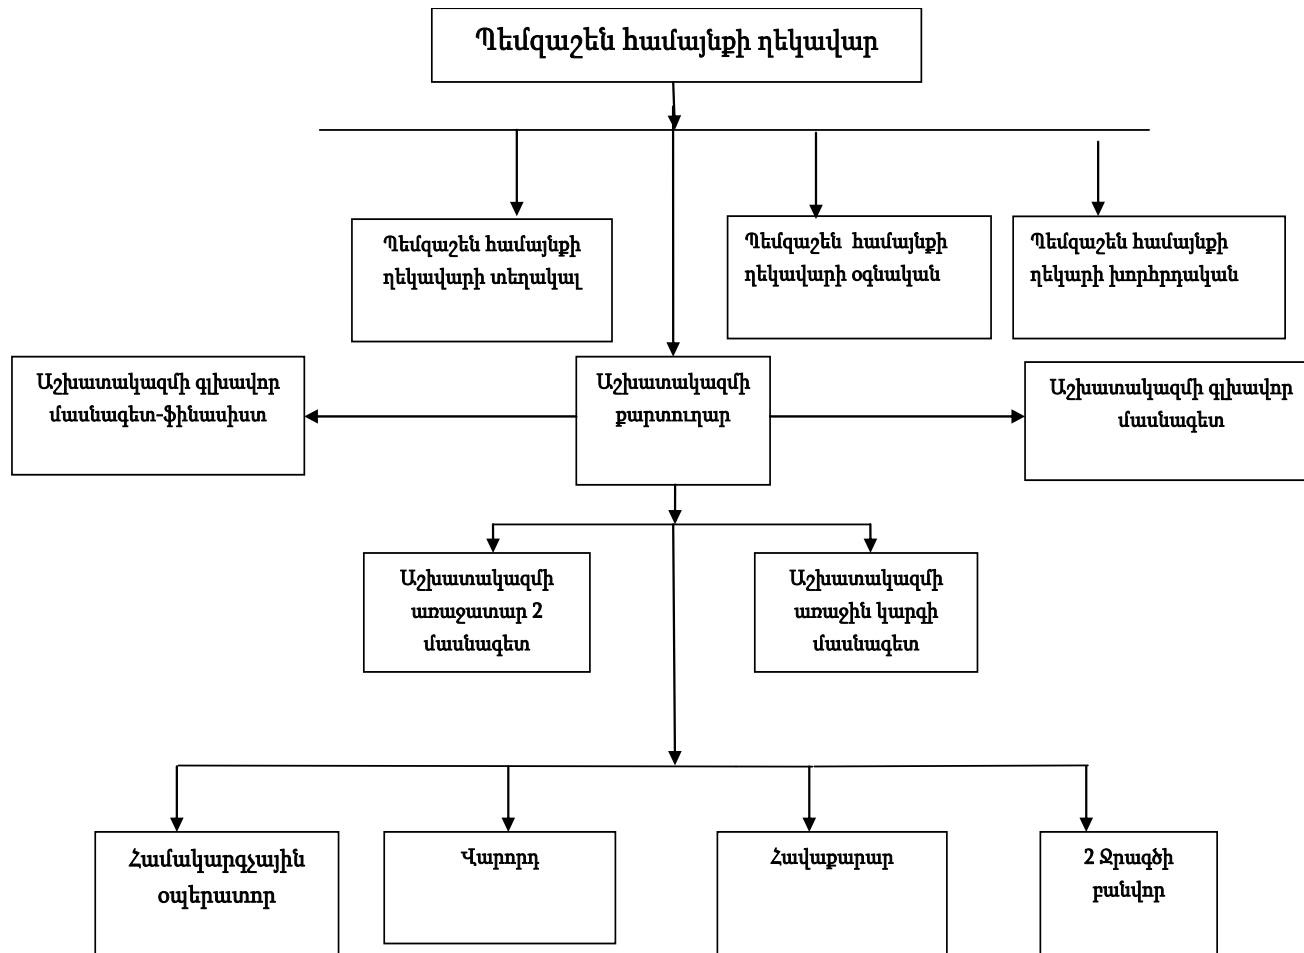 Պեմզաշեն համայնքի ղեկավար
Պեմզաշեն համայնքի
ղեկավարի տեղակալ
Պեմզաշեն համայնքի
ղեկավարի օգնական
Պեմզաշեն համայնքի
ղեկարի խորհրդական
Աշխատակազմի գլխավոր
մասնագետ-ֆինասիստ
Աշխատակազմի
քարտուղար
Աշխատակազմի գլխավոր
մասնագետ
Աշխատակազմի
առաջատար 2
մասնագետ
Աշխատակազմի
առաջին կարգի
մասնագետ
Համակարգչային
օպերատոր
Վարորդ
Հավաքարար
2 Ջրագծի
բանվոր